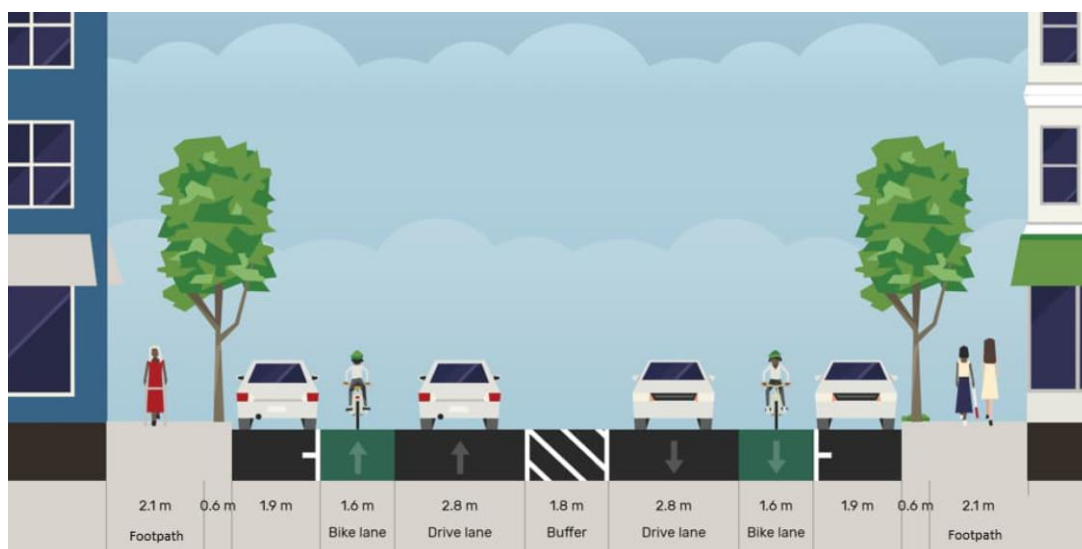 2.1 m 0.6 m 1.9 m 1.6 m 2.8 m 1.8 m 2.8 m 1.6 m 1.9 m 0.6 m 2.1 m
Footpath Bike lane Drive lane Buffer Drive lane Bike lane Footpath